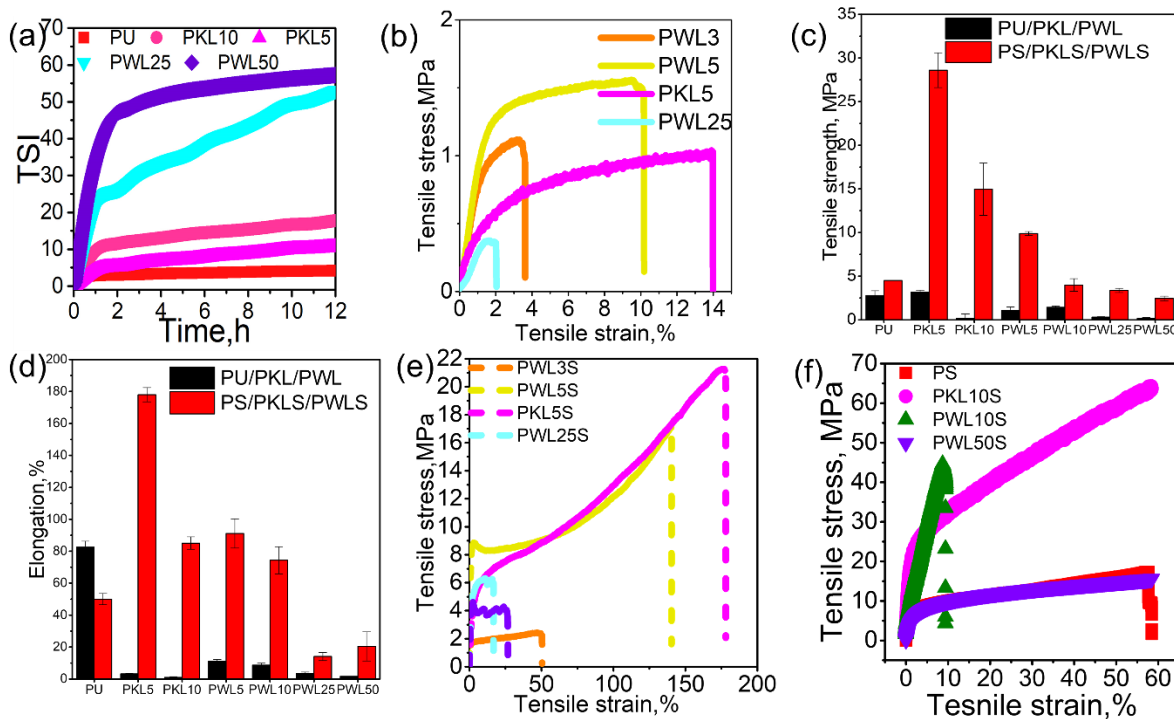 (a)
PU PKL10 PKL5
PWL25 PWL50
70
60
50
40
30
20
10
0
TSI
0 2 4 6 8 10 12
Time,h
(b)
PWL3
PWL5
PKL5
PWL25
2
1
0
Tensile stress,MPa
0 2 4 6 8 10 12 14
Tensile strain,%
(c)
PU/PKL/PWL
PS/PKLS/PWLS
35
30
25
20
15
10
5
0
Tensile strength, MPa
PU PKL5 PKL10 PWL5 PWL10 PWL25 PWL50
(d)
PU/PKL/PWL
PS/PKLS/PWLS
200
180
160
140
120
100
80
60
40
20
0
Elongation,%
PU PKL5 PKL10 PWL5 PWL10 PWL25 PWL50
(e)
PWL3S
PWL5S
PKL5S
PWL25S
22
20
18
16
14
12
10
8
6
4
2
0
Tensile stress,MPa
0 50 100 150 200
Tensile strain,%
(f)
PS
PKL10S
PWL10S
PWL50S
70
60
50
40
30
20
10
0
Tensile stress, MPa
0 10 20 30 40 50 60
Tesnile strain,%